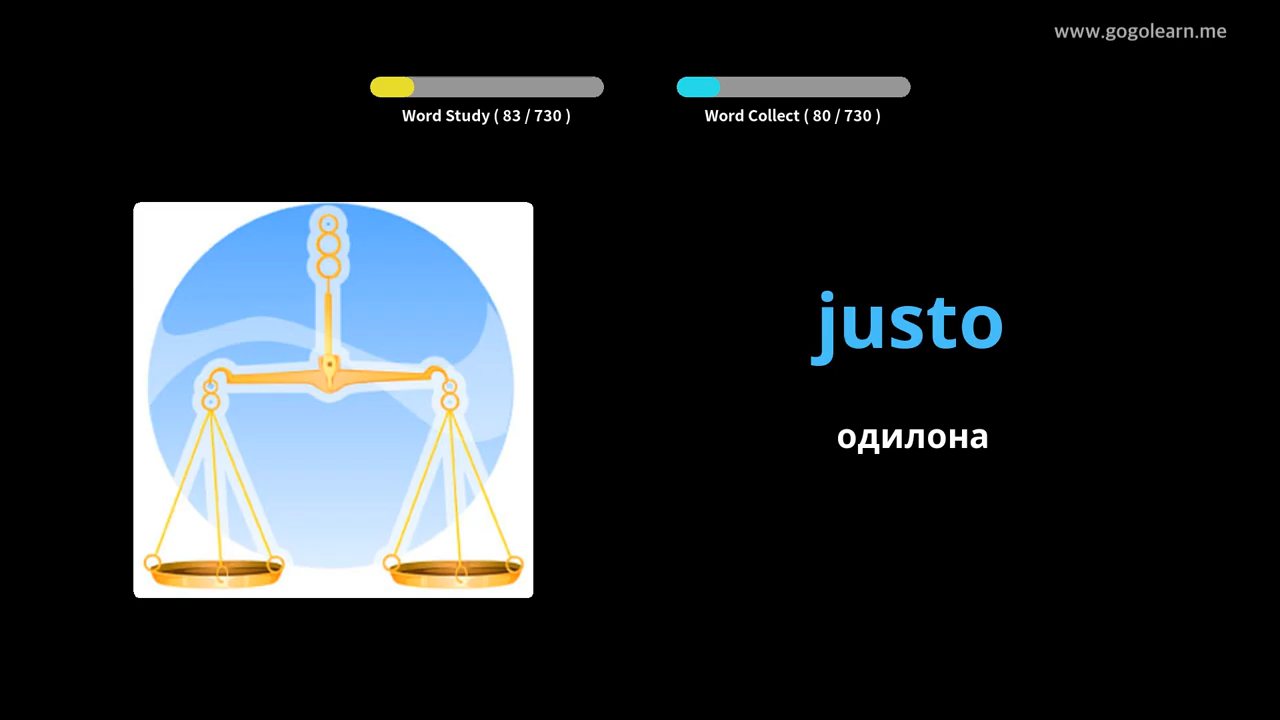 www.gogolearn.me
Word Study ( 83 / 730 )
Word Collect ( 80 / 730 )
justo
одилона